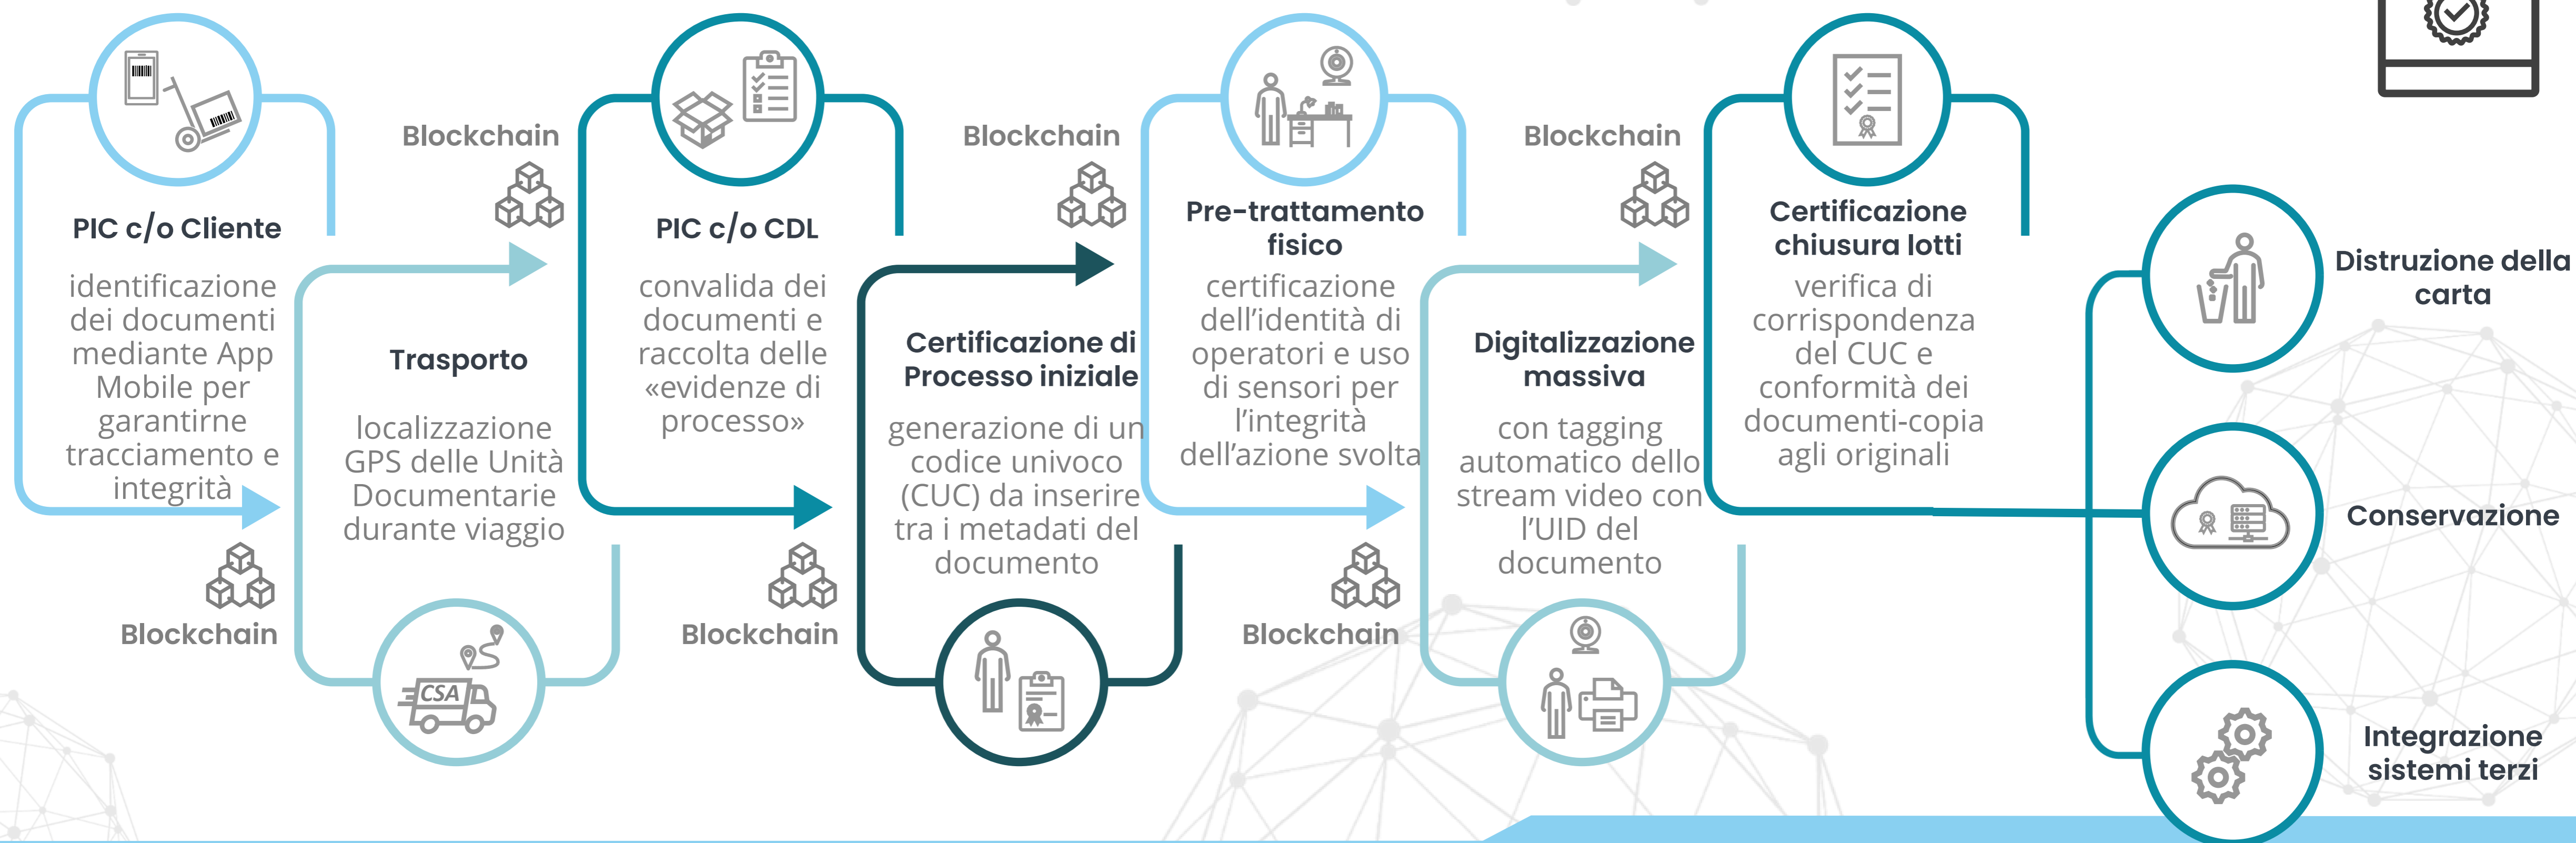 PIC c/o Cliente
identificazione
dei documenti
mediante App
Mobile per
garantirne
tracciamento e
integrità
Blockchain
Blockchain
Trasporto
localizzazione
GPS delle Unità
Documentarie
durante viaggio
CSA
PIC c/o CDL
convalida dei
documenti e
raccolta delle
«evidenze di
processo»
Blockchain
Blockchain
Certificazione di
Processo iniziale
generazione di un
codice univoco
(CUC) da inserire
tra i metadati del
documento
Pre-trattamento
fisico
certificazione
dell’identità di
operatori e uso
di sensori per
l’integrità
dell’azione svolta
Blockchain
Blockchain
Digitalizzazione
massiva
con tagging
automatico dello
stream video con
l’UID del
documento
Certificazione
chiusura lotti
verifica di
corrispondenza
del CUC e
conformità dei
documenti-copia
agli originali
Distruzione della
carta
Conservazione
Integrazione
sistemi terzi